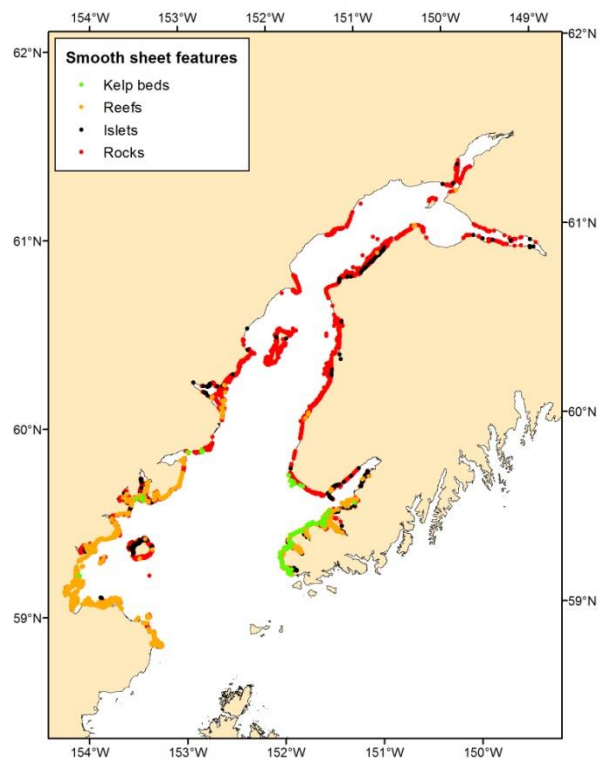 154°W 153°W 152°W 151°W 150°W 149°W
62°N 62°N
Smooth sheet features
Kelp beds
Reefs
Islets
Rocks
61°N 61°N
60°N 60°N
59°N 59°N
154°W 153°W 152°W 151°W 150°W